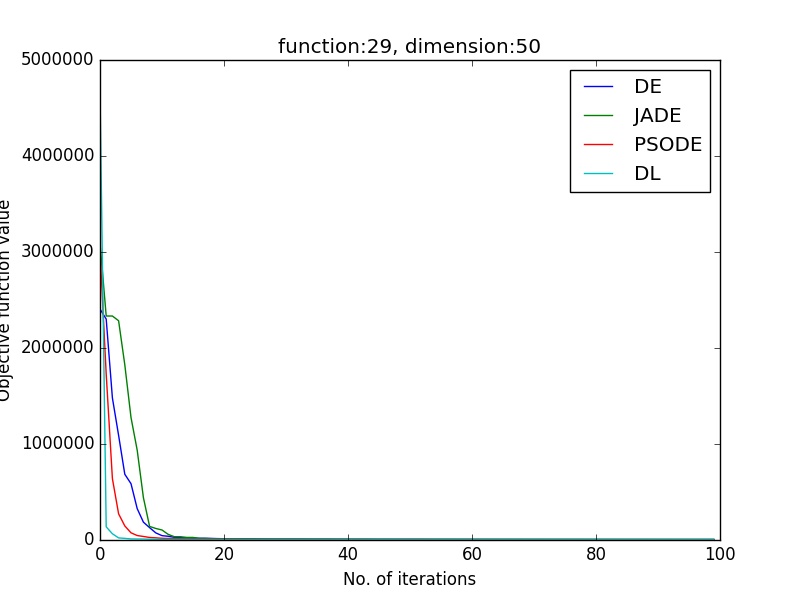 function:29, dimension:50
5000000
4000000
3000000
2000000
1000000
0
Objective function value
DE
JADE
PSODE
DL
0 20 40 60 80 100
No. of iterations